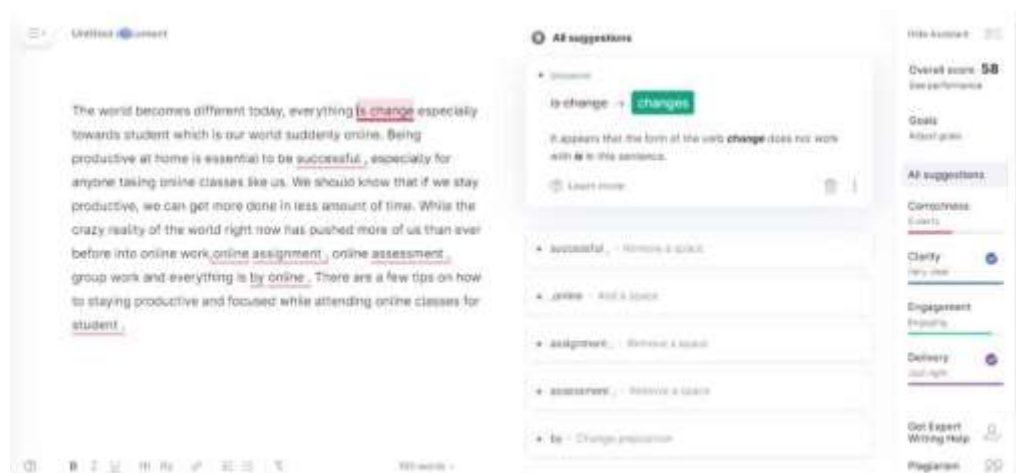 Untitled document
The world becomes different today, everything is change especially
towards student which is our world suddenly online. Being
productive at home is essential to be successful , especially for
anyone taking online classes like us. We should know that if we stay
productive, we can get more done in less amount of time. While the
crazy reality of the world right now has pushed more of us than ever
before into online work,online assignment , online assessment ,
group work and everything is by online . There are a few tips on how
to staying productive and focused while attending online classes for
student .
B I U H1 H2
words
All suggestions
is change → changes
It appears that the form of the verb change does not work
with is in this sentence.
Learn more
successful , · Remove a space
,online · Add a space
assignment , · Remove a space
assessment , · Remove a space
by · Change preposition
Hide Assistant
Overall score 58
See performance
Goals
Adjust goals
All suggestions
Correctness
Clarity
Very clear
Engagement
Engaging
Delivery
Just right
Get Expert
Writing Help
Plagiarism